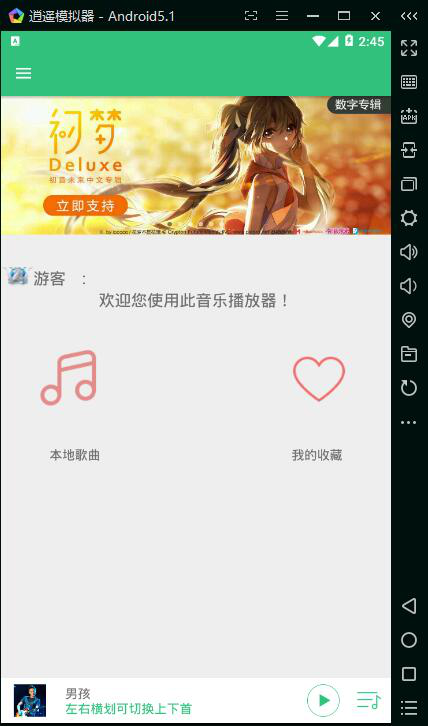 逍遥模拟器 - Android5.1
A
2:45
数字专辑
初梦
Deluxe
初音未来中文专辑
立即支持
游客 ：
欢迎您使用此音乐播放器！
本地歌曲
我的收藏
男孩
左右横划可切换上下首
APK